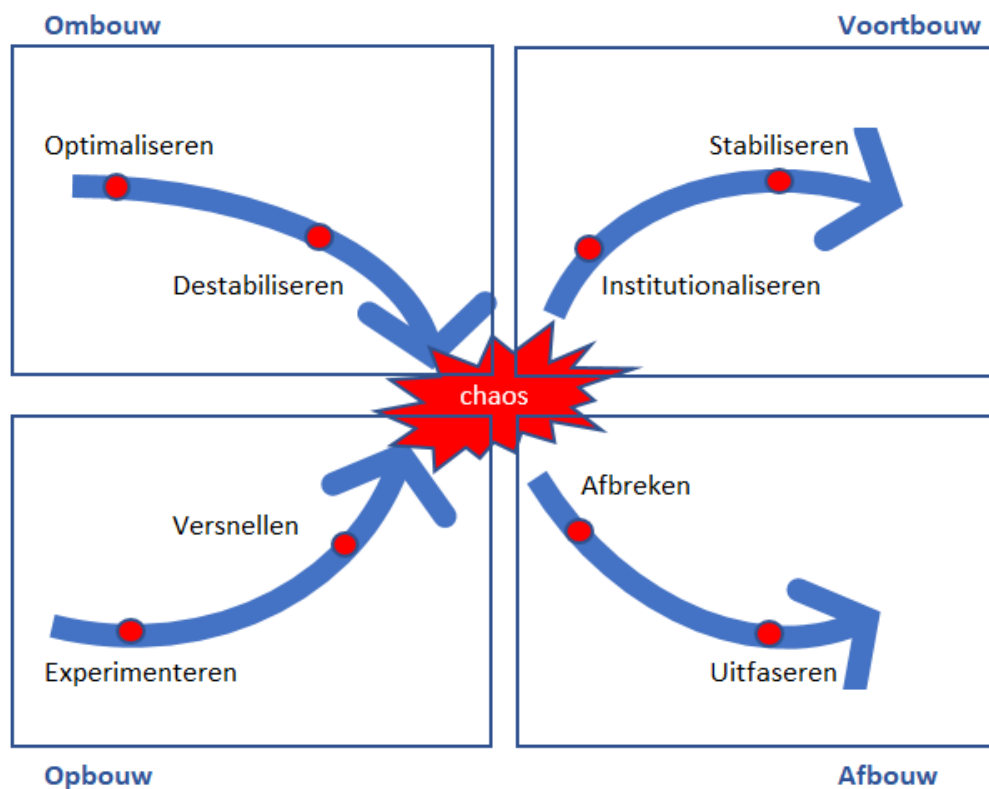 Ombouw
Voortbouw
Optimaliseren
Stabiliseren
Destabiliseren
Institutionaliseren
chaos
Afbreken
Versnellen
Experimenteren
Uitfaseren
Opbouw
Afbouw